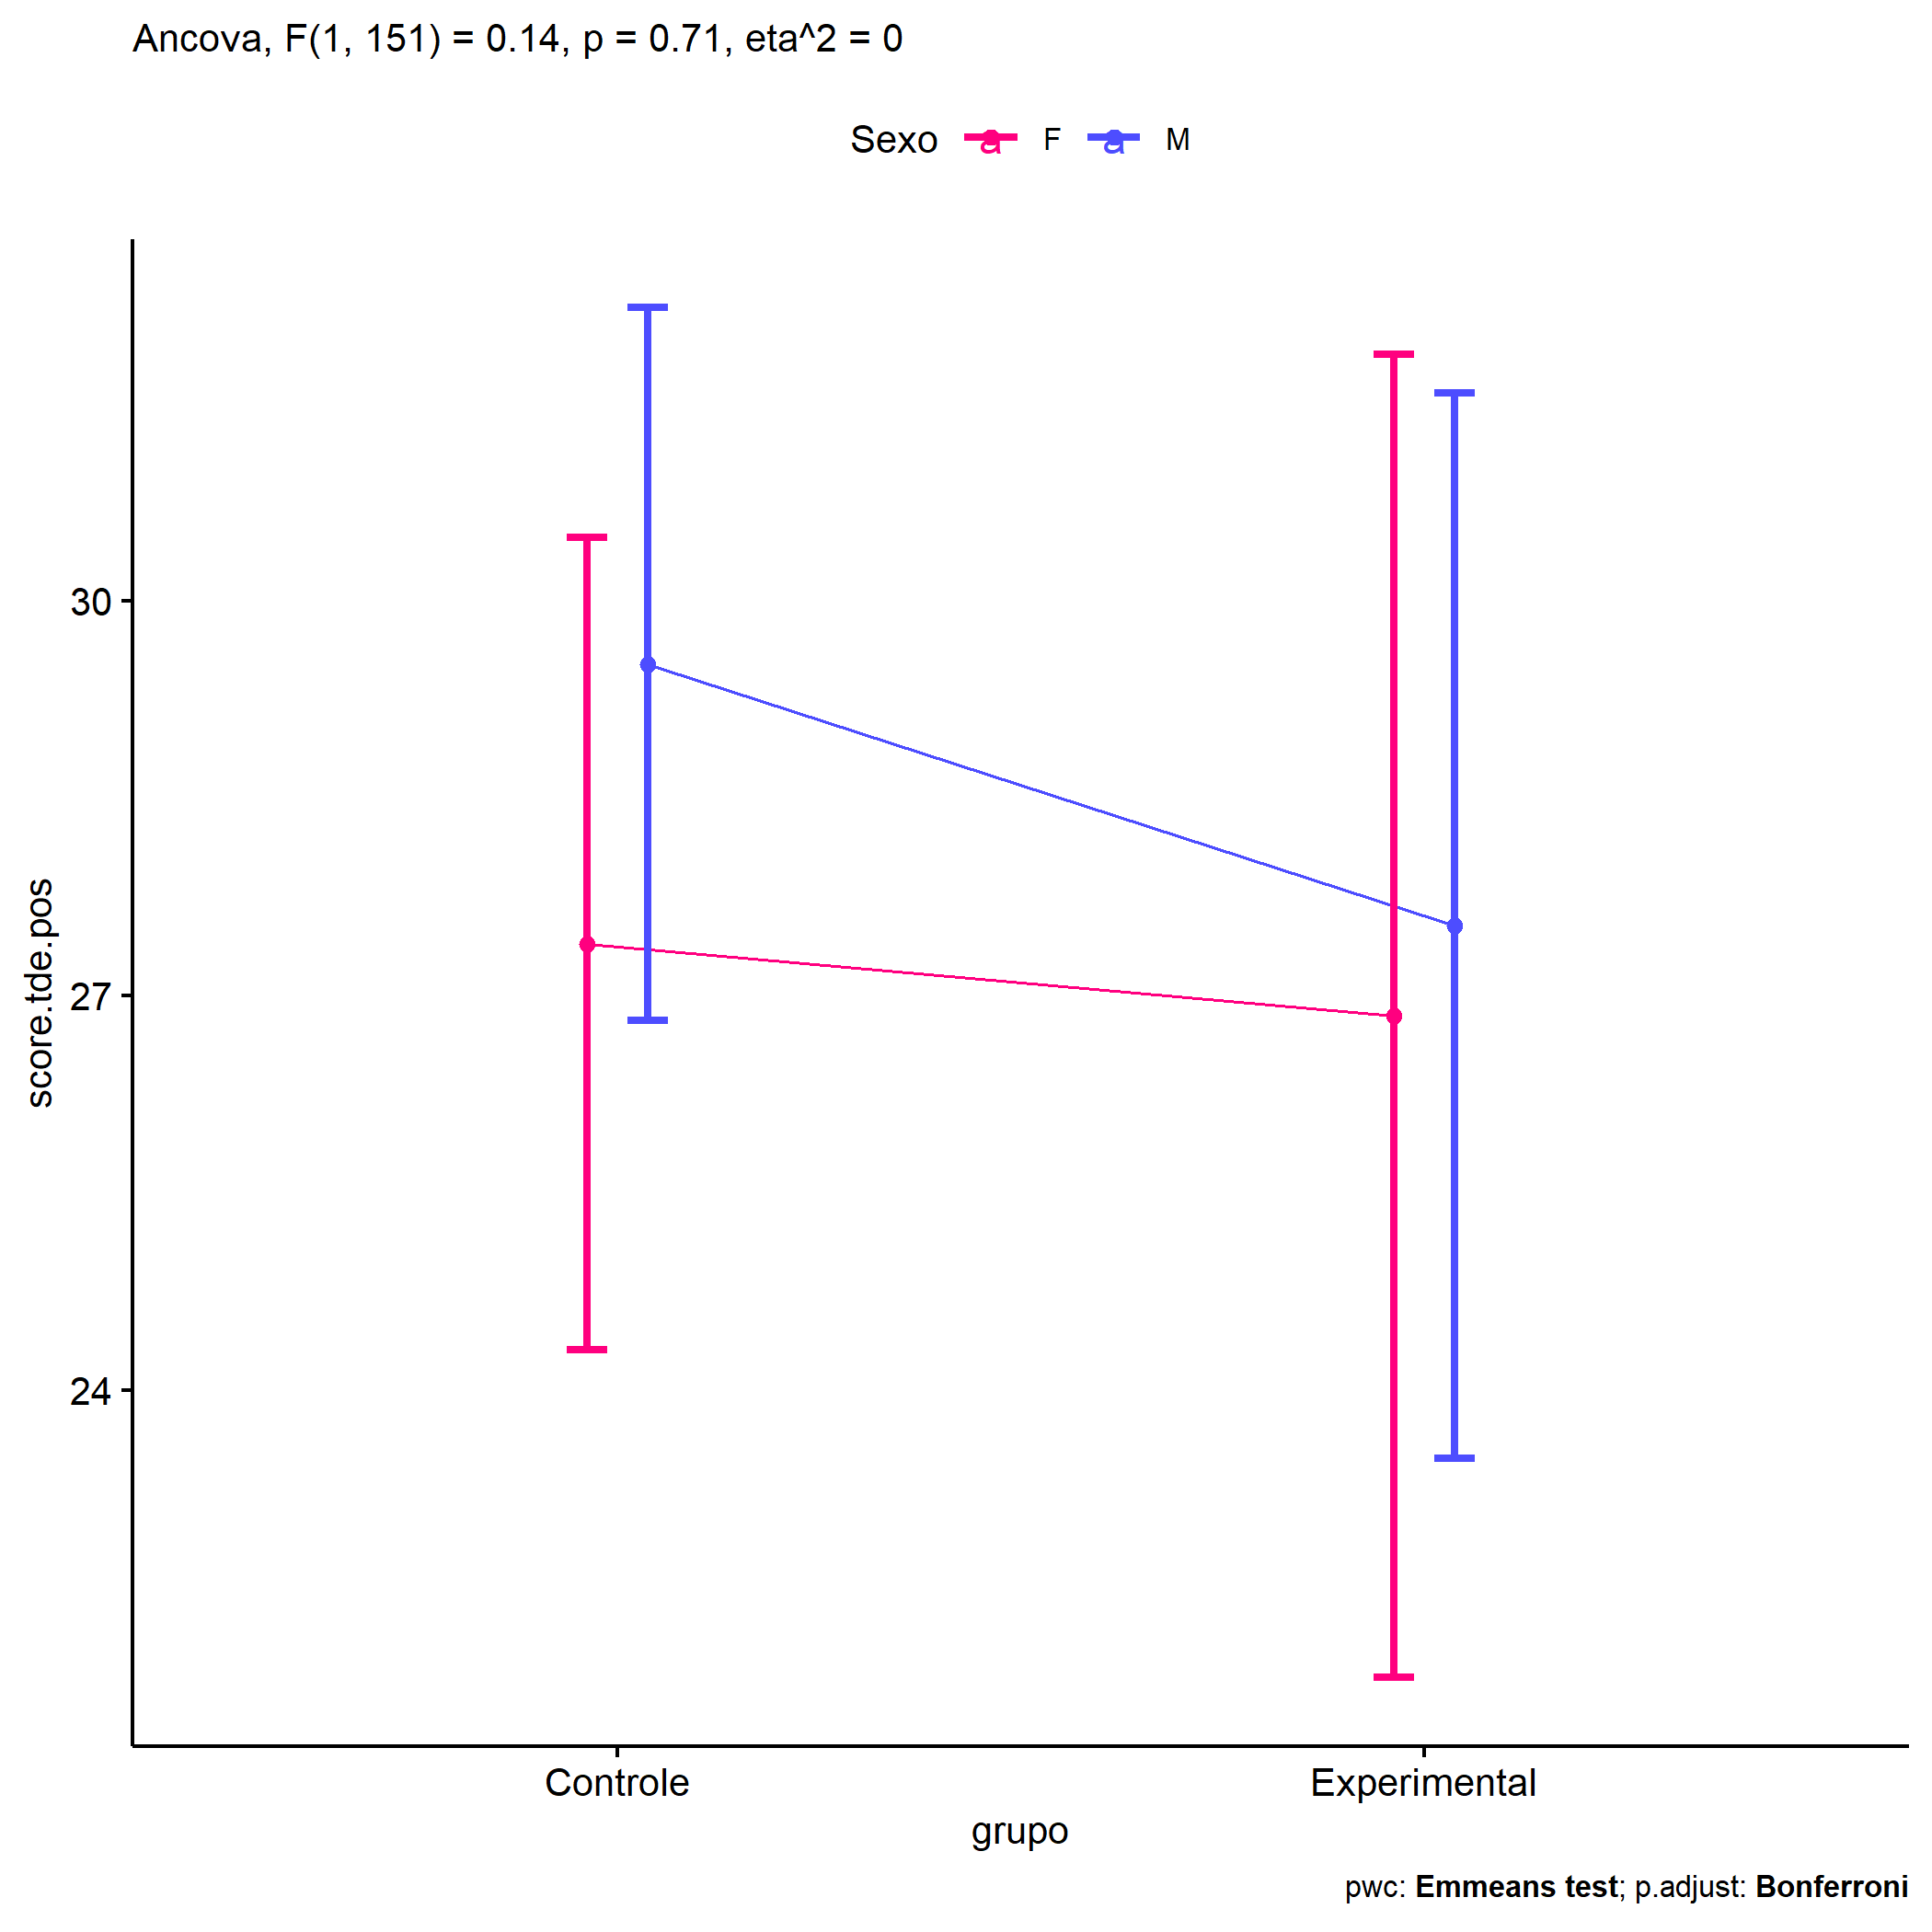 Ancova, F(1, 151) = 0.14, p = 0.71, eta^2 = 0
Sexo a F a M
30
27
24
score.tde.pos
Controle Experimental
grupo
pwc: Emmeans test; p.adjust: Bonferroni